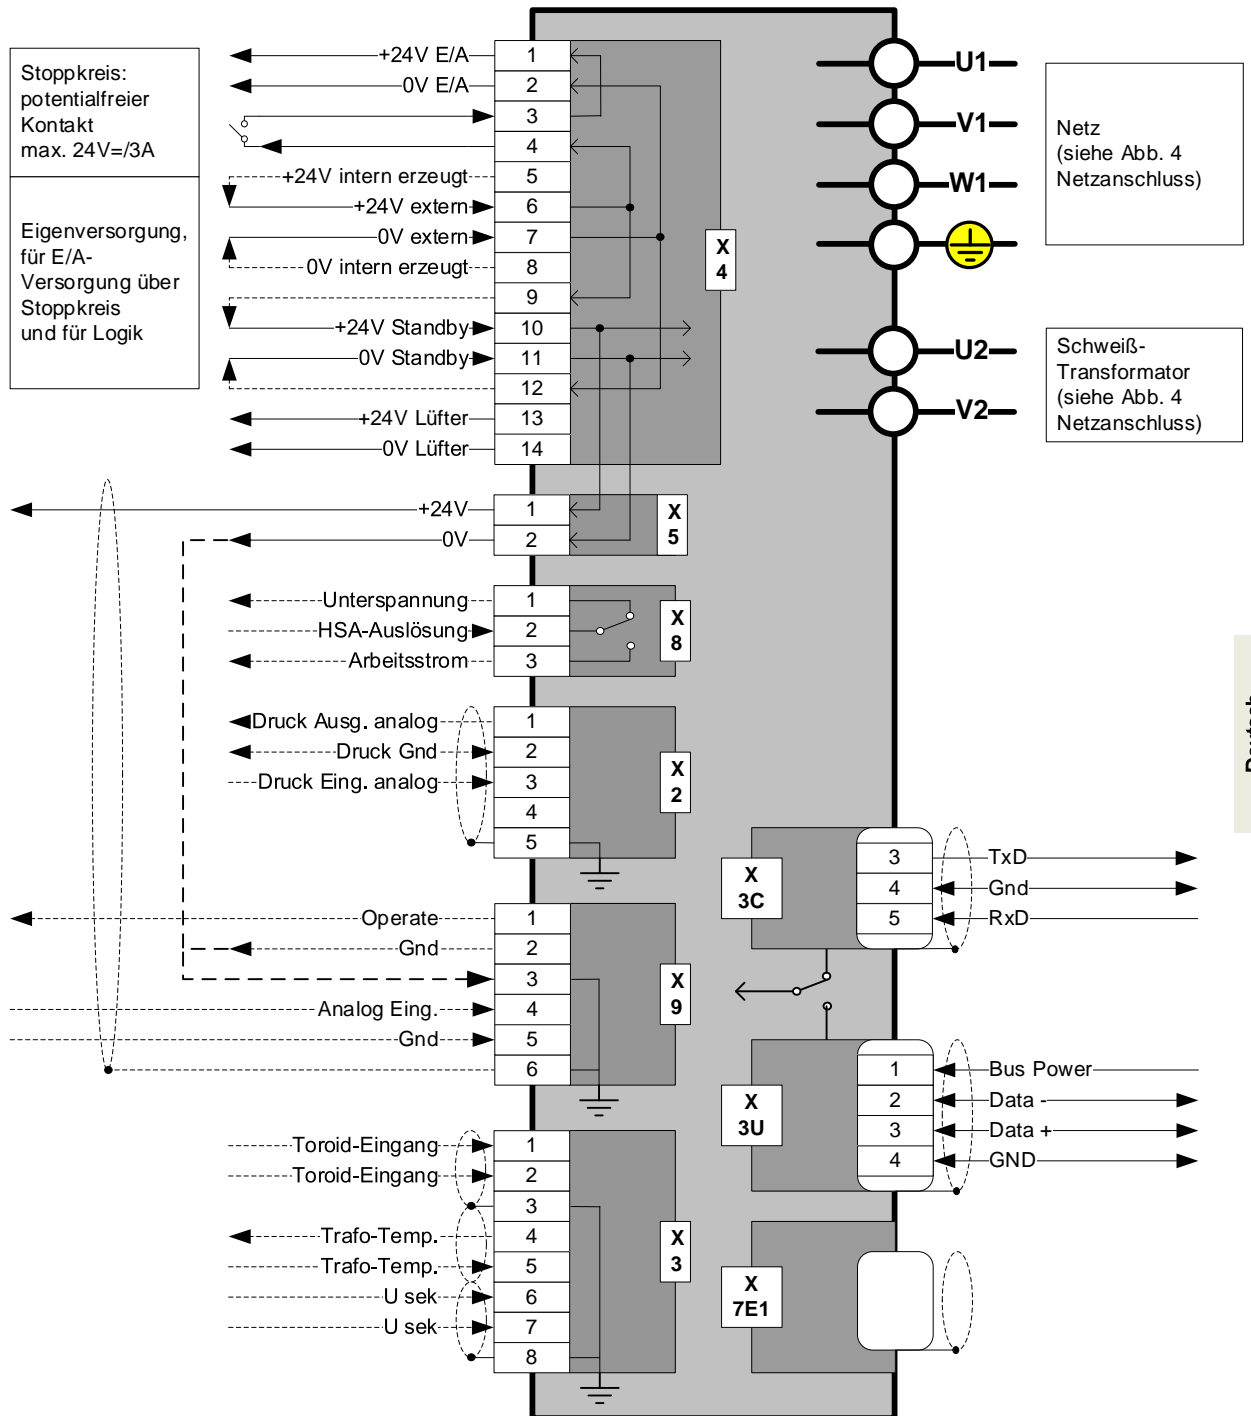 Stoppkreis:
potentialfreier
Kontakt
max. 24V=/3A
Eigenversorgung,
für E/A-
Versorgung über
Stoppkreis
und für Logik
+24V E/A 1
0V E/A 2
3
4
+24V intern erzeugt 5
+24V extern 6
0V extern 7
0V intern erzeugt 8
9
+24V Standby 10
0V Standby 11
12
+24V Lüfter 13
0V Lüfter 14
X
4
+24V 1
0V 2
X
5
Unterspannung 1
HSA-Auslösung 2
Arbeitsstrom 3
X
8
Druck Ausg. analog 1
Druck Gnd 2
Druck Eing. analog 3
4
5
X
2
Operate 1
Gnd 2
3
Analog Eing. 4
Gnd 5
6
X
9
Toroid-Eingang 1
Toroid-Eingang 2
3
Trafo-Temp. 4
Trafo-Temp. 5
U sek 6
U sek 7
8
X
3
U1
V1
W1
Netz
(siehe Abb. 4
Netzanschluss)
U2
V2
Schweiß-
Transformator
(siehe Abb. 4
Netzanschluss)
X
3C
3 TxD
4 Gnd
5 RxD
X
3U
1 Bus Power
2 Data -
3 Data +
4 GND
X
7E1
Deutsch